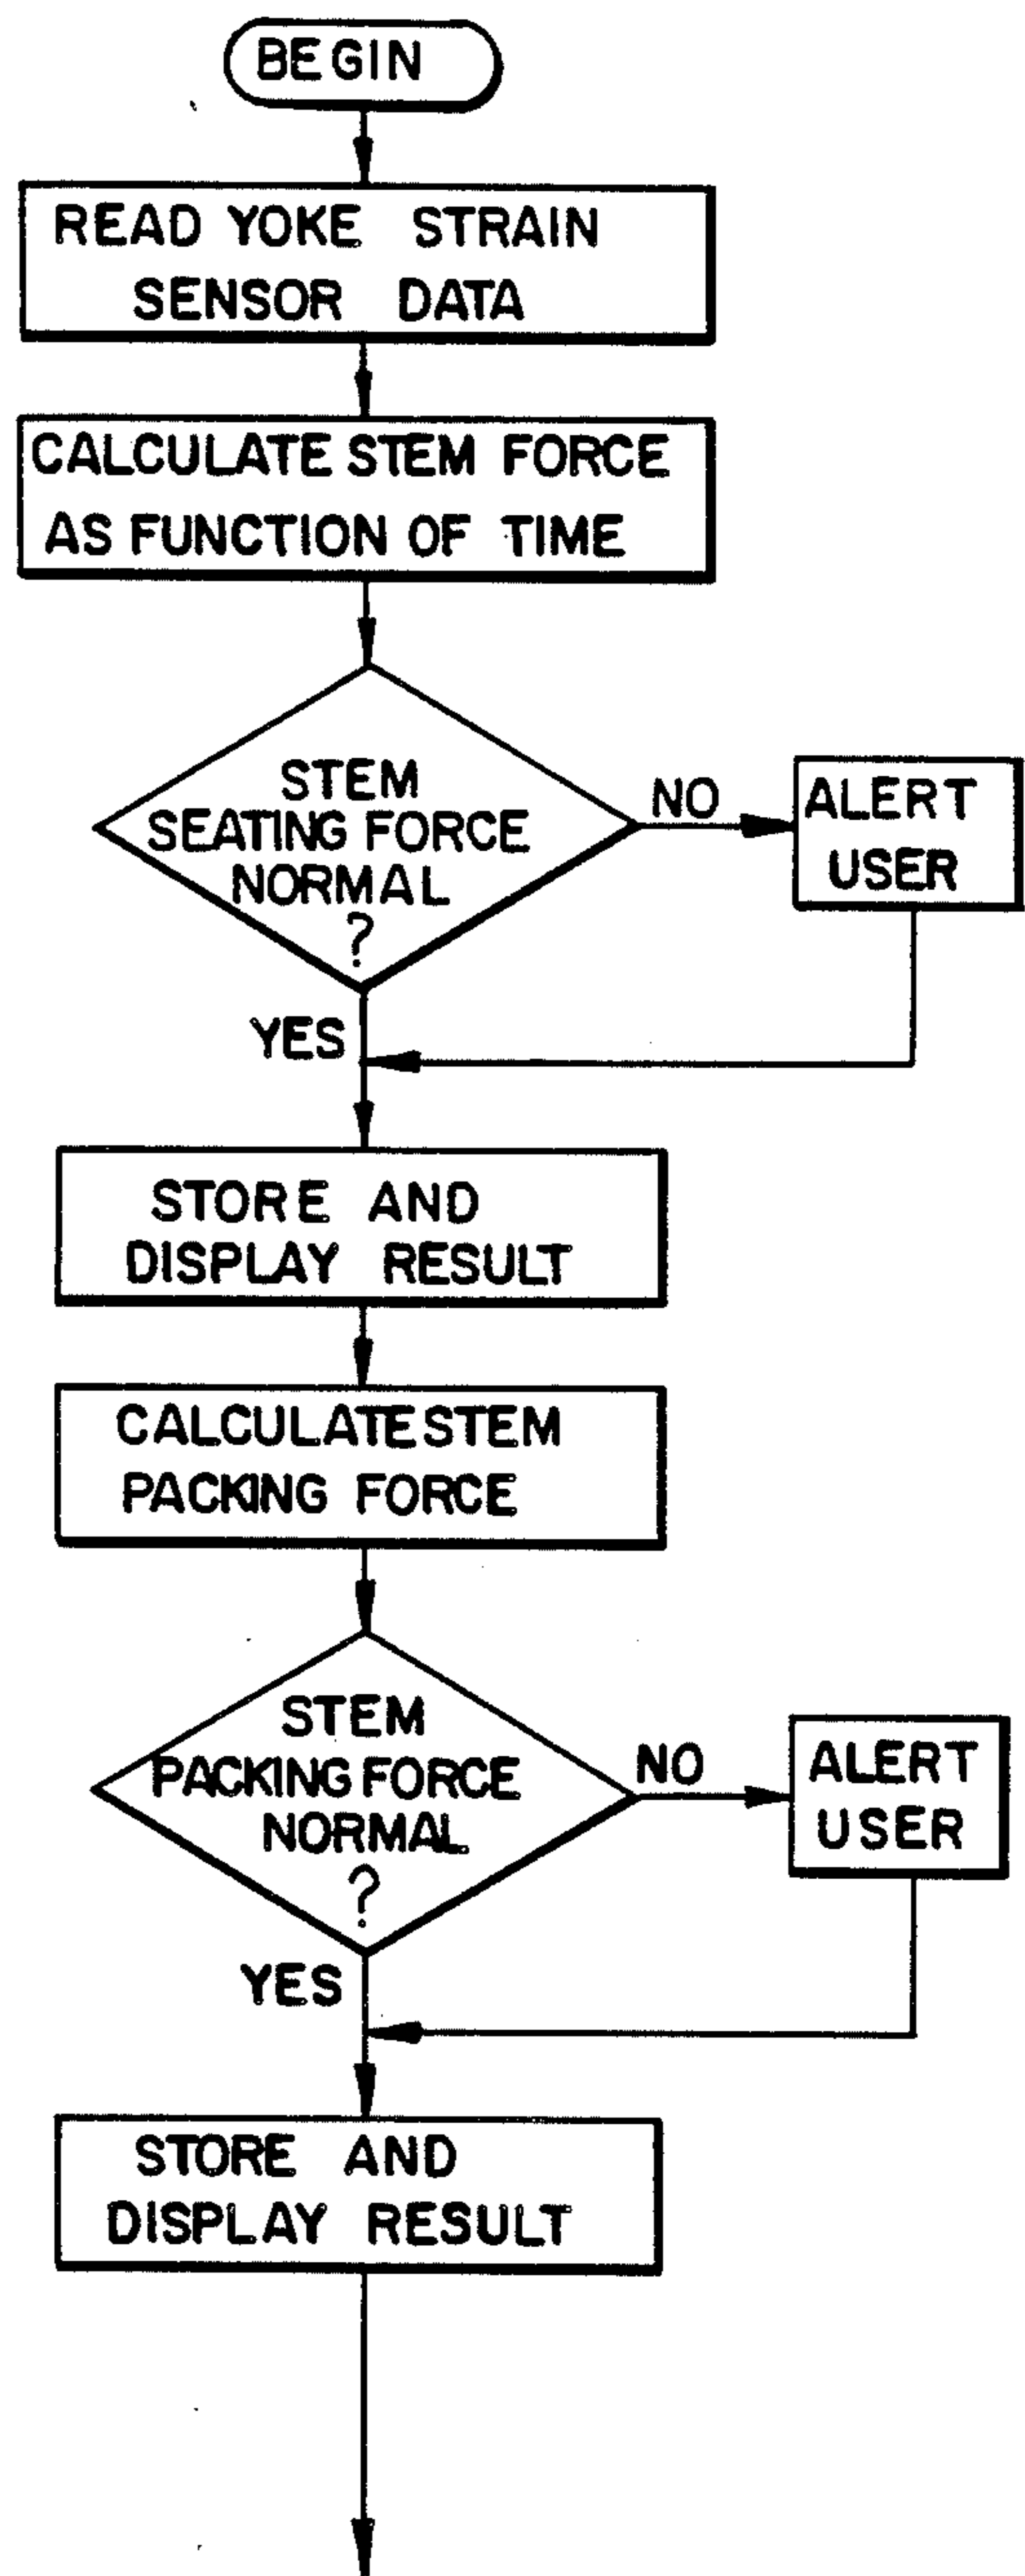 BEGIN
READ YOKE STRAIN
SENSOR DATA
CALCULATE STEM FORCE
AS FUNCTION OF TIME
STEM
SEATING FORCE
NORMAL
?
NO
ALERT
USER
YES
STORE AND
DISPLAY RESULT
CALCULATE STEM
PACKING FORCE
STEM
PACKING FORCE
NORMAL
?
NO
ALERT
USER
YES
STORE AND
DISPLAY RESULT